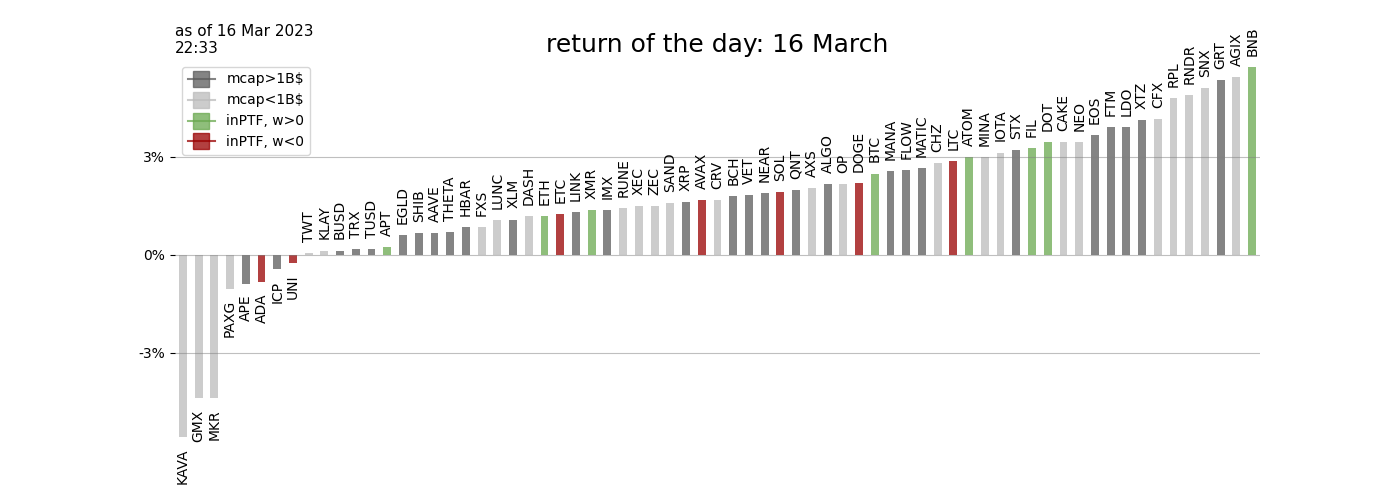 as of 16 Mar 2023
22:33
return of the day: 16 March
mcap>1B$
mcap<1B$
inPTF, w>0
inPTF, w<0
3%
0%
-3%
KAVA
GMX
MKR
PAXG
APE
ADA
ICP
UNI
TWT
KLAY
BUSD
TRX
TUSD
APT
EGLD
SHIB
AAVE
THETA
HBAR
FXS
LUNC
XLM
DASH
ETH
ETC
LINK
XMR
IMX
RUNE
XEC
ZEC
SAND
XRP
AVAX
CRV
BCH
VET
NEAR
SOL
QNT
AXS
ALGO
OP
DOGE
BTC
MANA
FLOW
MATIC
CHZ
LTC
ATOM
MINA
IOTA
STX
FIL
DOT
CAKE
NEO
EOS
FTM
LDO
XTZ
CFX
RPL
RNDR
SNX
GRT
AGIX
BNB